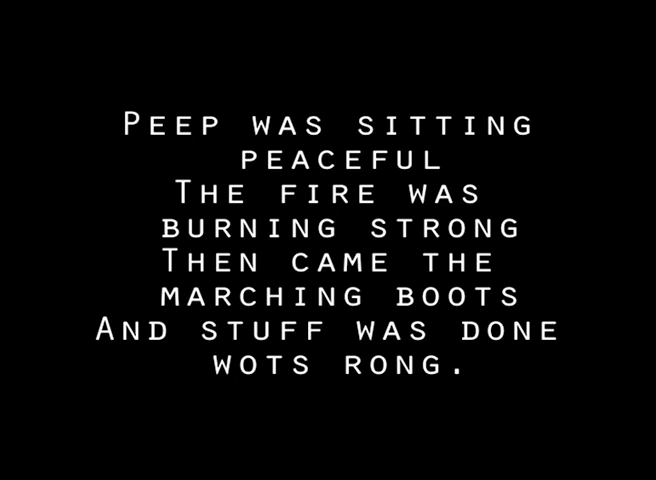 Peep was sitting
peaceful
The fire was
burning strong
Then came the
marching boots
And stuff was done
wots rong.